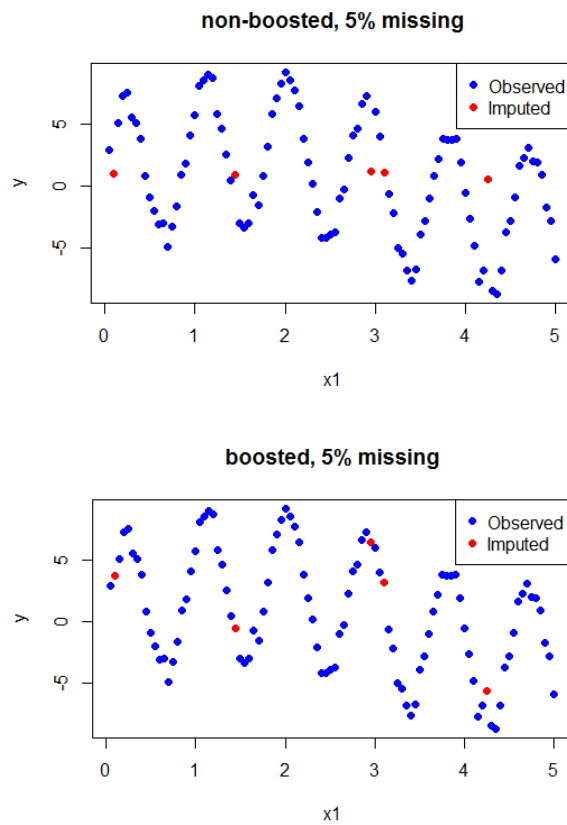 non-boosted, 5% missing
Observed
Imputed
5
0
-5
y
0 1 2 3 4 5
x1
boosted, 5% missing
Observed
Imputed
5
0
-5
y
0 1 2 3 4 5
x1